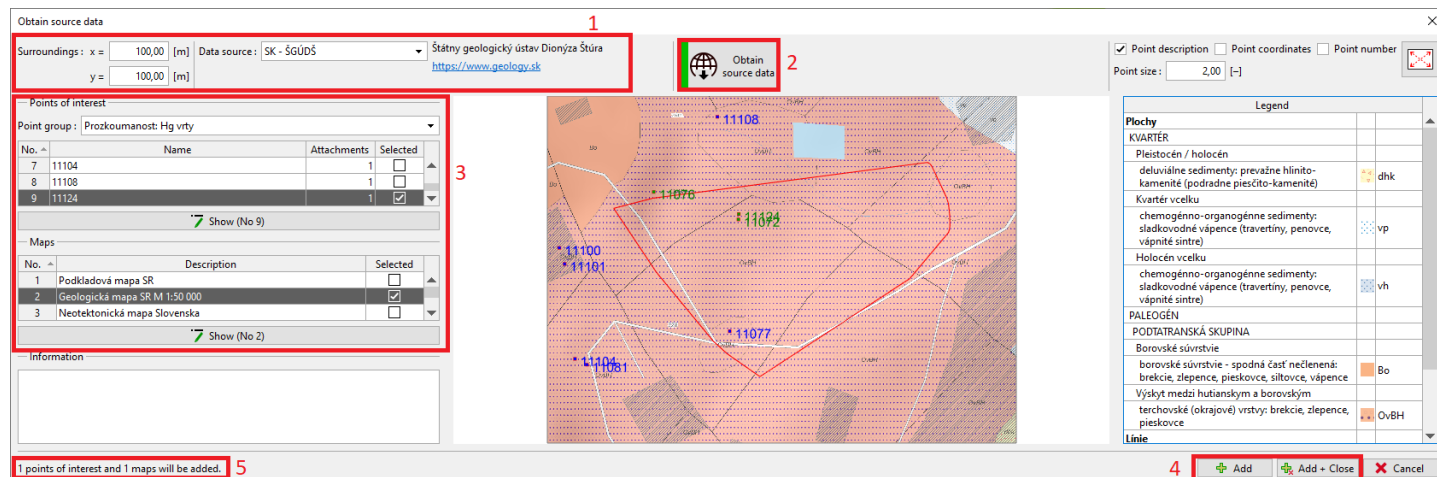 Obtain source data
1
Surroundings : x = 100,00 [m] Data source : SK - ŠGÚDŠ Štátny geologický ústav Dionýza Štúra
y = 100,00 [m] https://www.geology.sk
Obtain
source data
2
Point description Point coordinates Point number
Point size : 2,00 [–]
Points of interest
Point group : Prozkoumanost: Hg vrty
No. Name Attachments Selected
7 11104 1
8 11108 1
9 11124 1
Show (No 9)
3
Maps
No. Description Selected
1 Podkladová mapa SR
2 Geologická mapa SR M 1:50 000
3 Neotektonická mapa Slovenska
Show (No 2)
Information
11108
11076
11124
11072
11100
11101
11077
11104
11081
Bo
OvBH
Legend
Plochy
KVARTÉR
Pleistocén / holocén
deluviálne sedimenty: prevažne hlinito-
kamenité (podradne piesčito-kamenité) dhk
Kvartér vcelku
chemogénno-organogénne sedimenty:
sladkovodné vápence (travertíny, penovce, vp
vápnité sintre)
Holocén vcelku
chemogénno-organogénne sedimenty:
sladkovodné vápence (travertíny, penovce, vh
vápnité sintre)
PALEOGÉN
PODTATRANSKÁ SKUPINA
Borovské súvrstvie
borovské súvrstvie - spodná časť nečlenená:
brekcie, zlepence, pieskovce, siltovce, vápence Bo
Výskyt medzi hutianskym a borovským
terchovské (okrajové) vrstvy: brekcie, zlepence,
pieskovce OvBH
Línie
1 points of interest and 1 maps will be added. 5
4 Add Add + Close Cancel